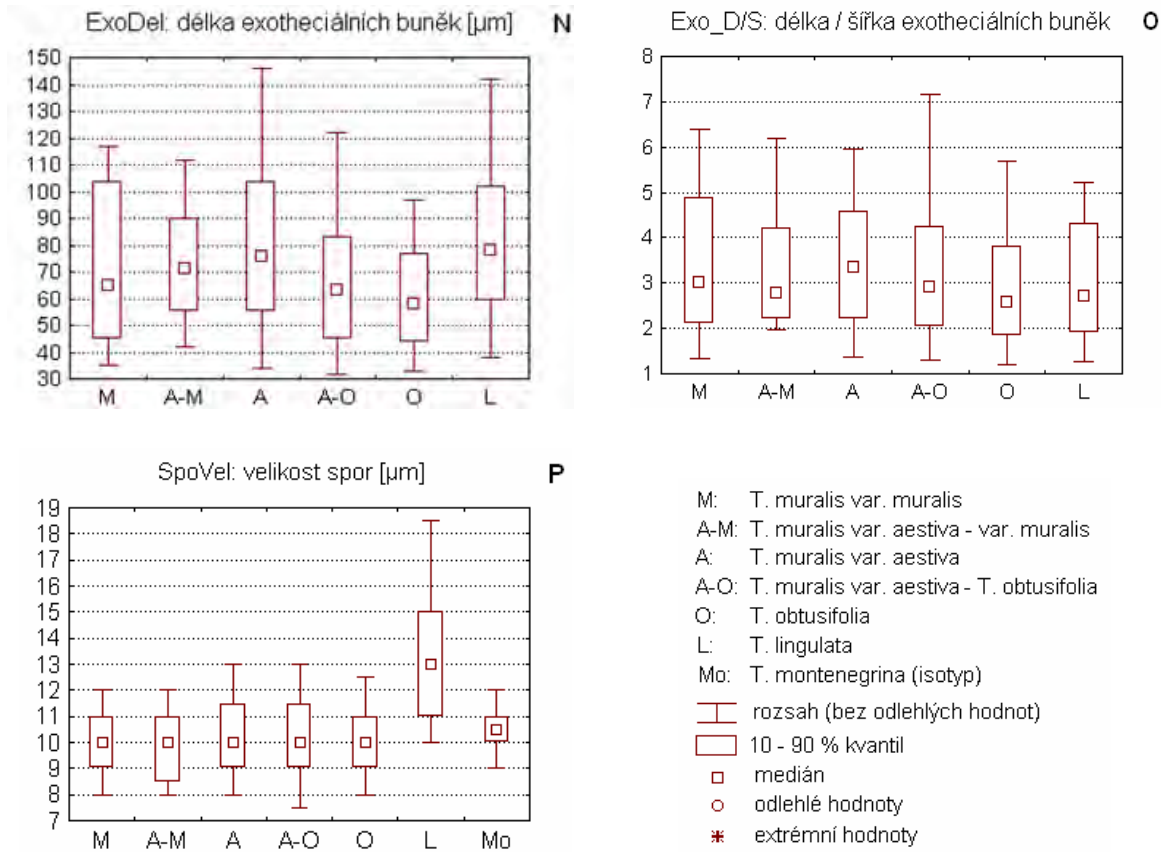 ExoDel: délka exotheciálních buněk [µm]
N
150
140
130
120
110
100
90
80
70
60
50
40
30
M A-M A A-O O L
Exo_D/S: délka / šířka exotheciálních buněk
O
8
7
6
5
4
3
2
1
M A-M A A-O O L
SpoVel: velikost spor [µm]
P
19
18
17
16
15
14
13
12
11
10
9
8
7
M A-M A A-O O L Mo
M: T. muralis var. muralis
A-M: T. muralis var. aestiva - var. muralis
A: T. muralis var. aestiva
A-O: T. muralis var. aestiva - T. obtusifolia
O: T. obtusifolia
L: T. lingulata
Mo: T. montenegrina (isotyp)
rozsah (bez odlehlých hodnot)
10 - 90 % kvantil
medián
odlehlé hodnoty
extrémní hodnoty